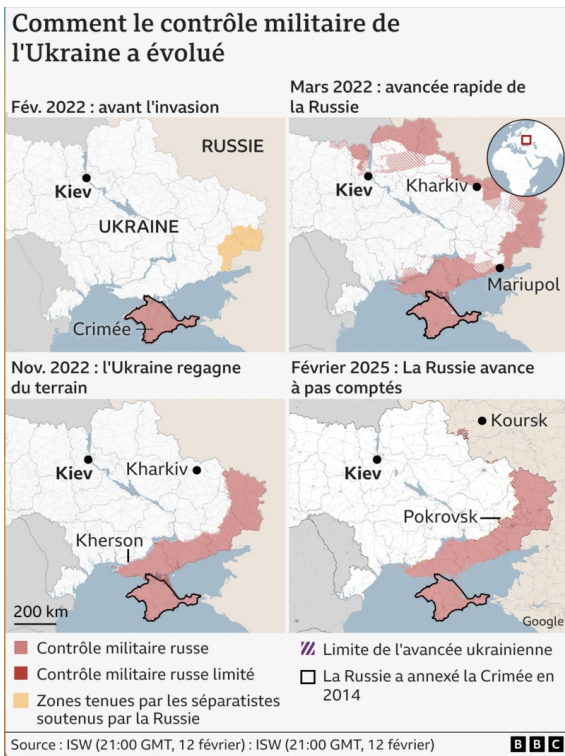 Comment le contrôle militaire de
l'Ukraine a évolué
Fév. 2022 : avant l'invasion
RUSSIE
Kiev
UKRAINE
Crimée
Mars 2022 : avancée rapide de
la Russie
Kiev
Kharkiv
Mariupol
Nov. 2022 : l'Ukraine regagne
du terrain
Kiev
Kharkiv
Kherson
200 km
Février 2025 : La Russie avance
à pas comptés
Koursk
Kiev
Pokrovsk
Google
Contrôle militaire russe
Contrôle militaire russe limité
Zones tenues par les séparatistes
soutenus par la Russie
Limite de l'avancée ukrainienne
La Russie a annexé la Crimée en
2014
Source : ISW (21:00 GMT, 12 février) : ISW (21:00 GMT, 12 février)
BBC